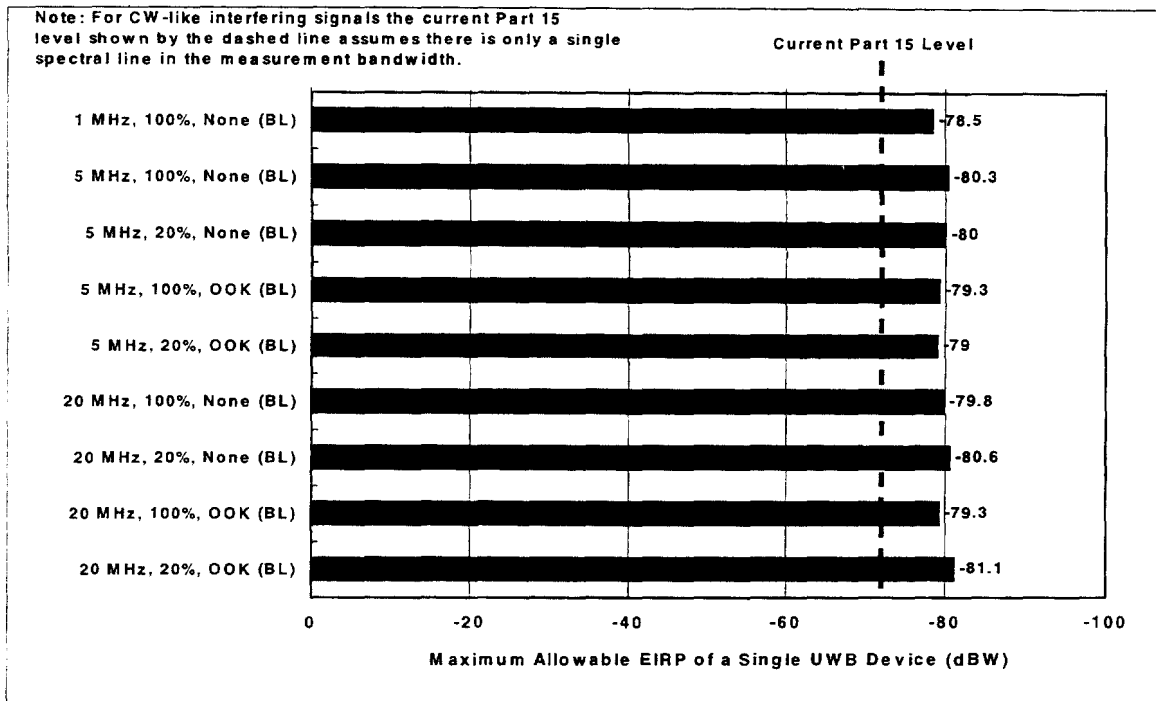 Note: For CW-like interfering signals the current Part 15
level shown by the dashed line assumes there is only a single
spectral line in the measurement bandwidth.
Current Part 15 Level
1 MHz, 100%, None (BL)
-78.5
5 MHz, 100%, None (BL)
-80.3
5 MHz, 20%, None (BL)
-80
5 MHz, 100%, OOK (BL)
-79.3
5 MHz, 20%, OOK (BL)
-79
20 MHz, 100%, None (BL)
-79.8
20 MHz, 20%, None (BL)
-80.6
20 MHz, 100%, OOK (BL)
-79.3
20 MHz, 20%, OOK (BL)
-81.1
0 -20 -40 -60 -80 -100
Maximum Allowable EIRP of a Single UWB Device (dBW)